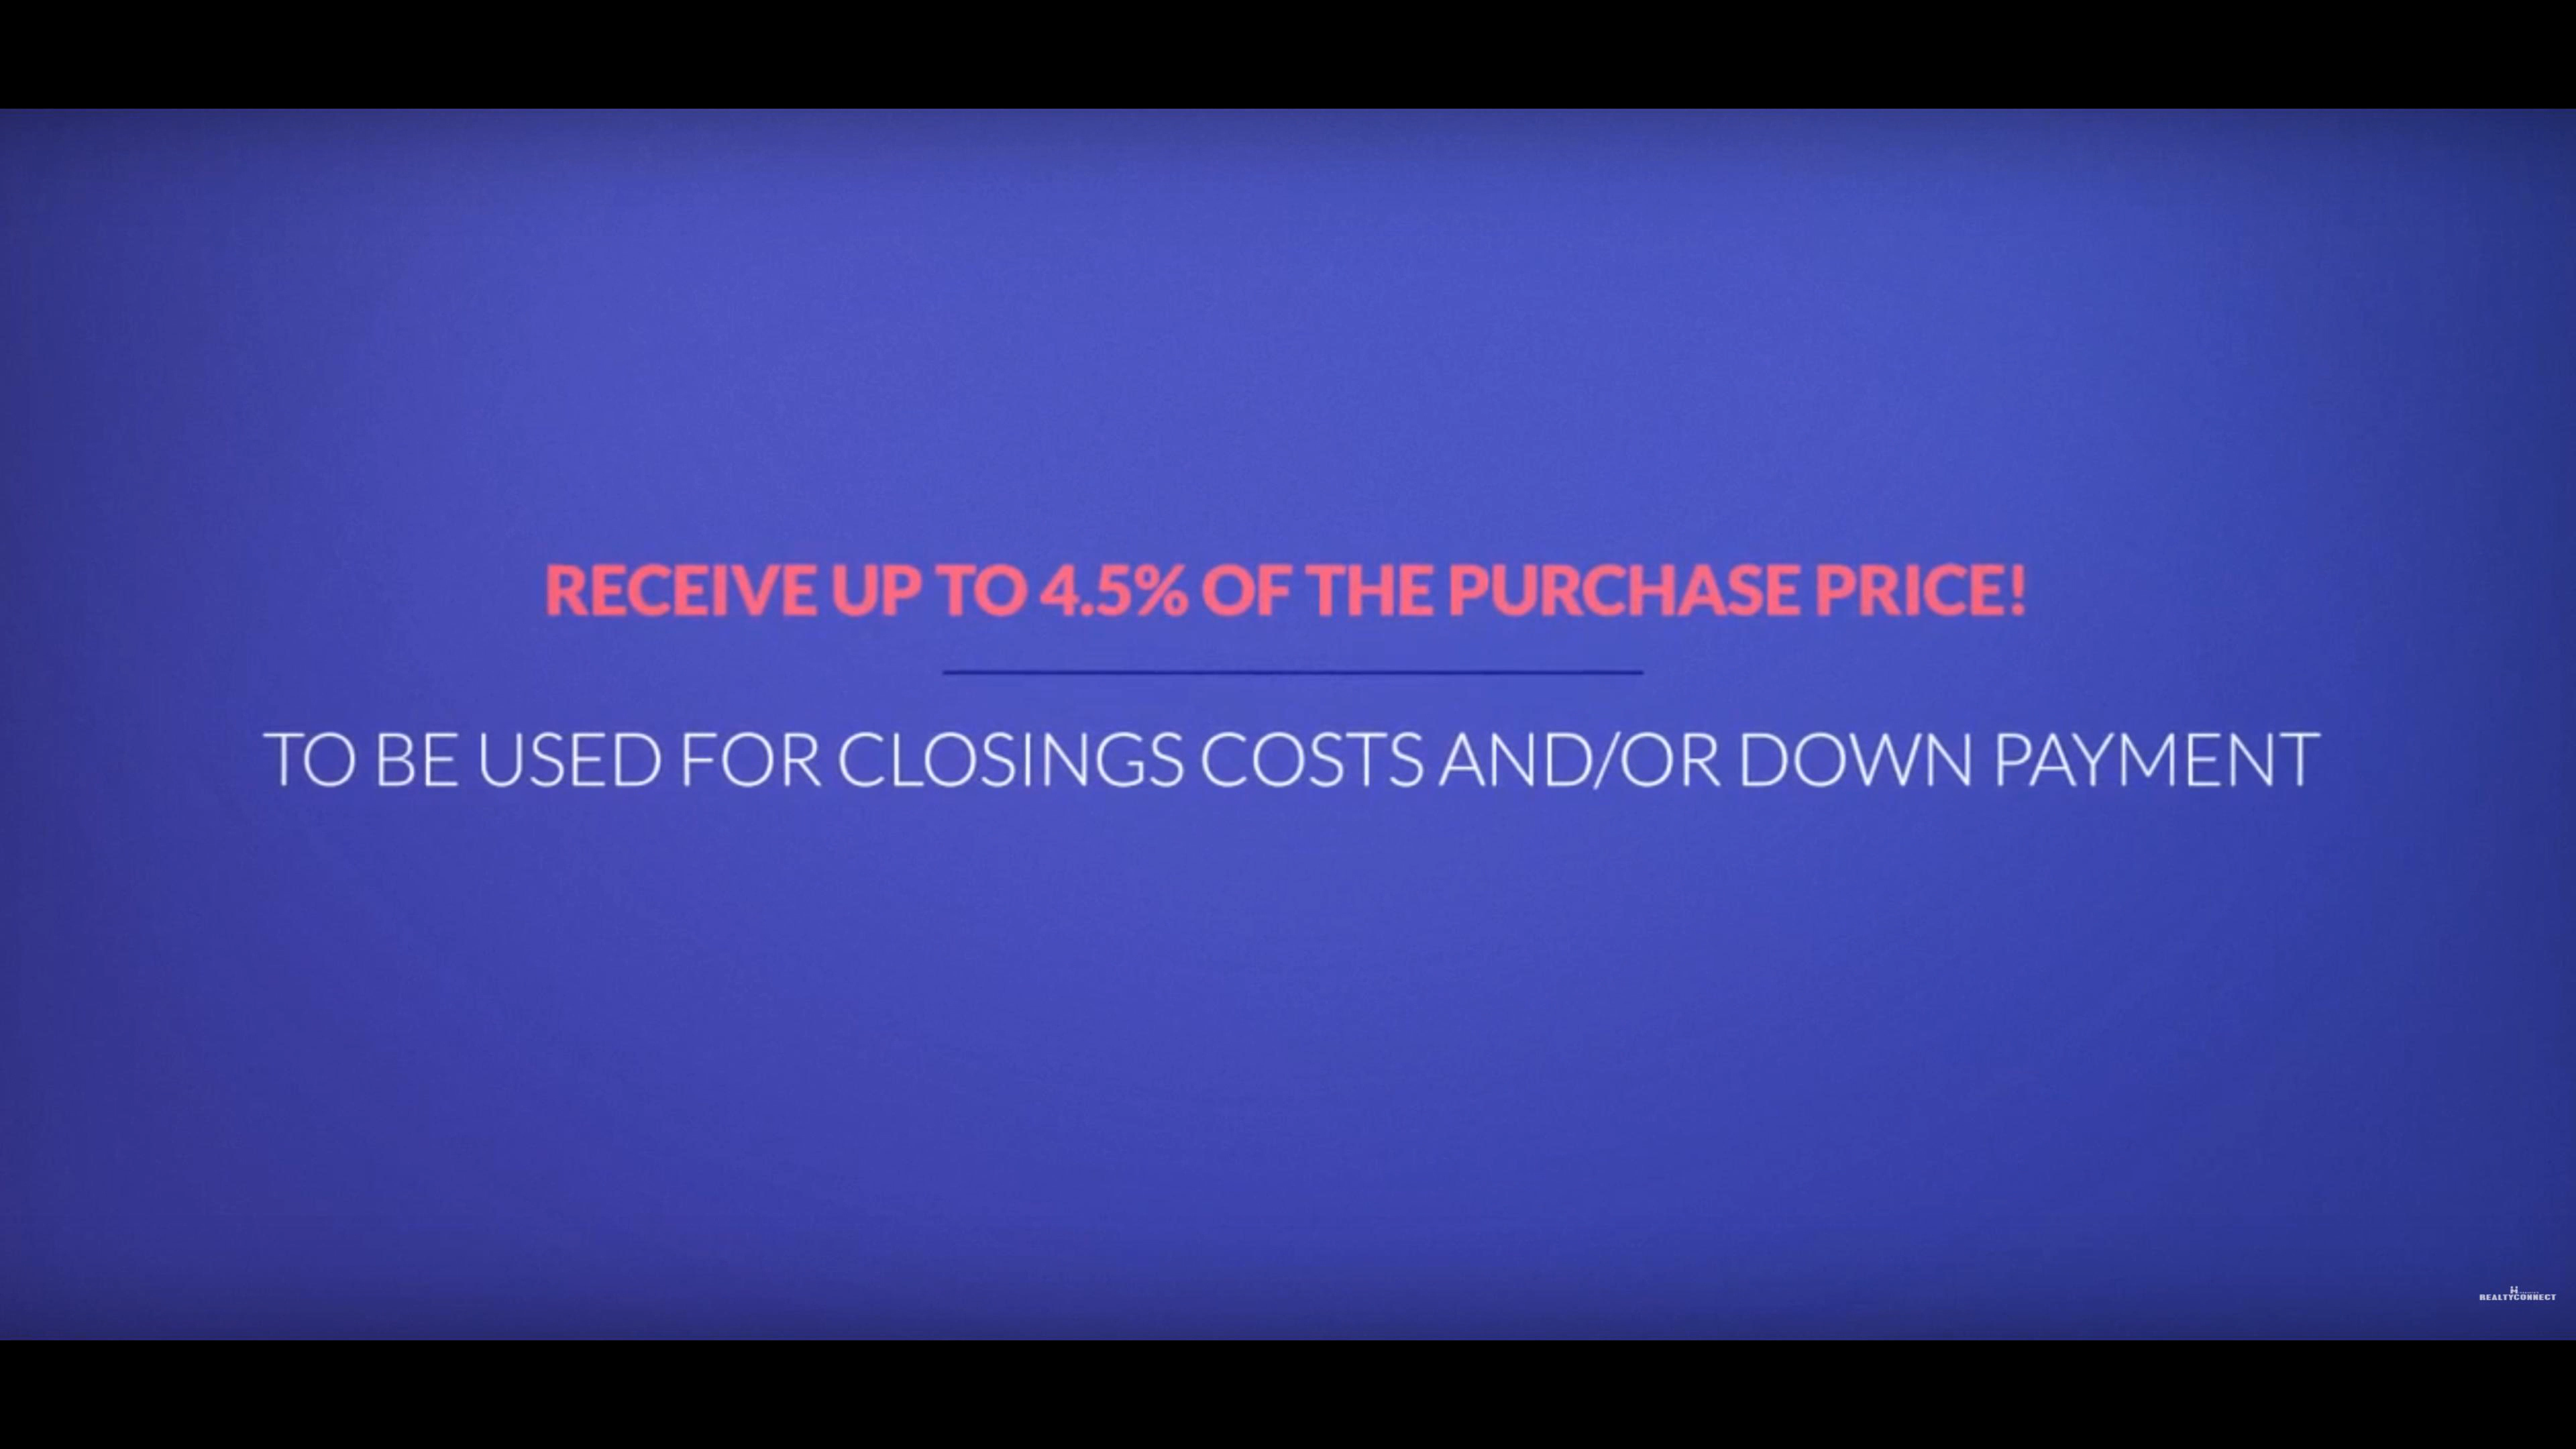 RECEIVE UP TO 4.5% OF THE PURCHASE PRICE!
TO BE USED FOR CLOSINGS COSTS AND/OR DOWN PAYMENT
REALTYCONNECT